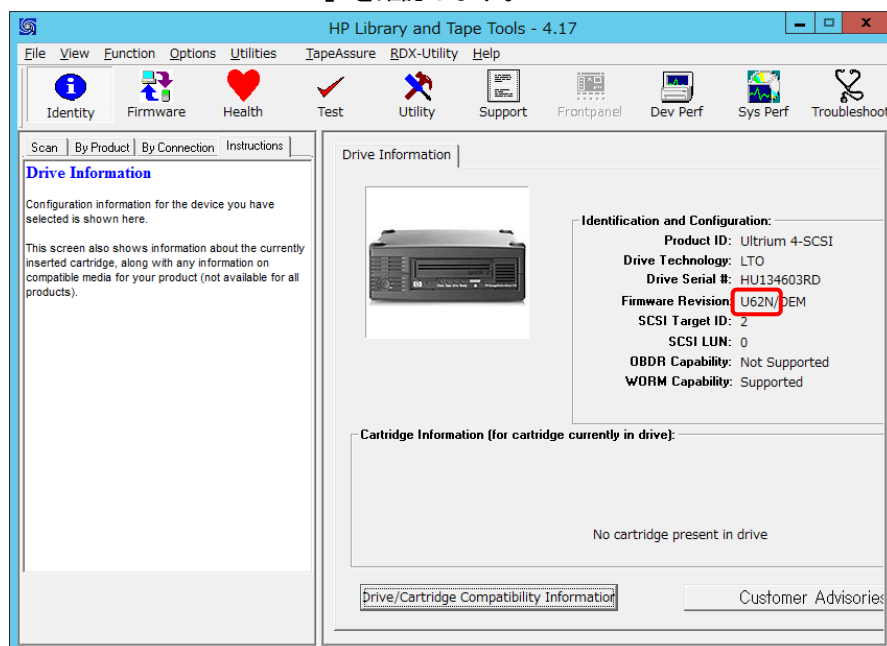 HP Library and Tape Tools - 4.17
File View Function Options Utilities TapeAssure RDX-Utility Help
Identity Firmware Health Test Utility Support Frontpanel Dev Perf Sys Perf Troubleshoot
Scan By Product By Connection Instructions
Drive Information
Configuration information for the device you have
selected is shown here.
This screen also shows information about the currently
inserted cartridge, along with any information on
compatible media for your product (not available for all
products).
Drive Information
Identification and Configuration:
Product ID: Ultrium 4-SCSI
Drive Technology: LTO
Drive Serial #: HU134603RD
Firmware Revision: U62N/OEM
SCSI Target ID: 2
SCSI LUN: 0
OBDR Capability: Not Supported
WORM Capability: Supported
Cartridge Information (for cartridge currently in drive):
No cartridge present in drive
Drive/Cartridge Compatibility Information
Customer Advisories